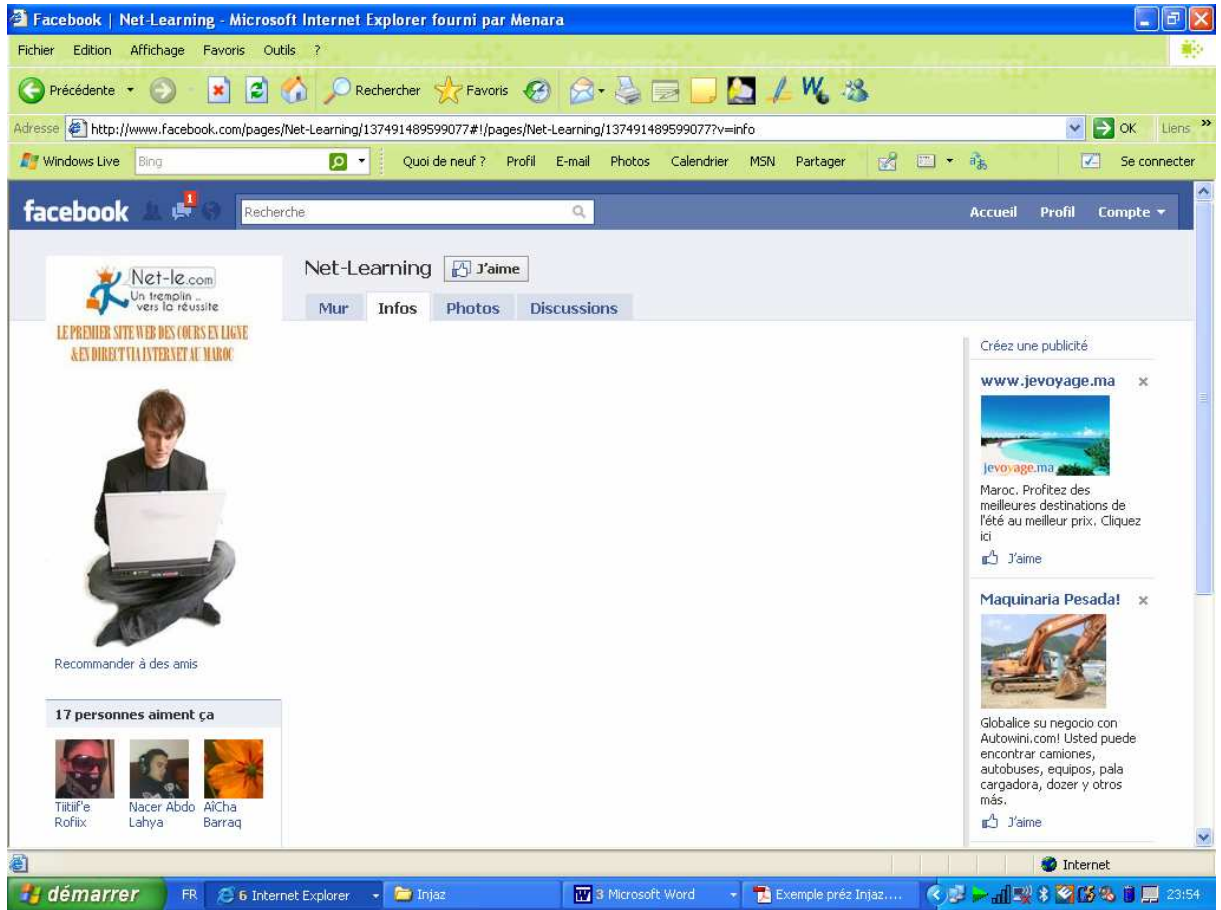 Facebook | Net-Learning - Microsoft Internet Explorer fourni par Menara
Fichier Edition Affichage Favoris Outils ?
Précédente Rechercher Favoris
Adresse http://www.facebook.com/pages/Net-Learning/137491489599077#!/pages/Net-Learning/137491489599077?v=info OK Liens »
Windows Live Bing Quoi de neuf ? Profil E-mail Photos Calendrier MSN Partager Se connecter
facebook 1 Recherche Accueil Profil Compte
Net-le.com
Un tremplin ..
vers la réussite
LE PREMIER SITE WEB DES COURS EN LIGNE
& EN DIRECT VIA INTERNET AU MAROC
Net-Learning J'aime
Mur Infos Photos Discussions
Recommander à des amis
17 personnes aiment ça
Tiitiif'e
Rofiix
Nacer Abdo
Lahya
AîCha
Barraq
Créez une publicité
www.jevoyage.ma ×
jevoyage.ma
Maroc. Profitez des
meilleures destinations de
l'été au meilleur prix. Cliquez
ici
J'aime
Maquinaria Pesada! ×
Globalice su negocio con
Autowini.com! Usted puede
encontrar camiones,
autobuses, equipos, pala
cargadora, dozer y otros
más.
J'aime
Internet
démarrer FR 6 Internet Explorer Injaz 3 Microsoft Word Exemple préz Injaz.... 23:54